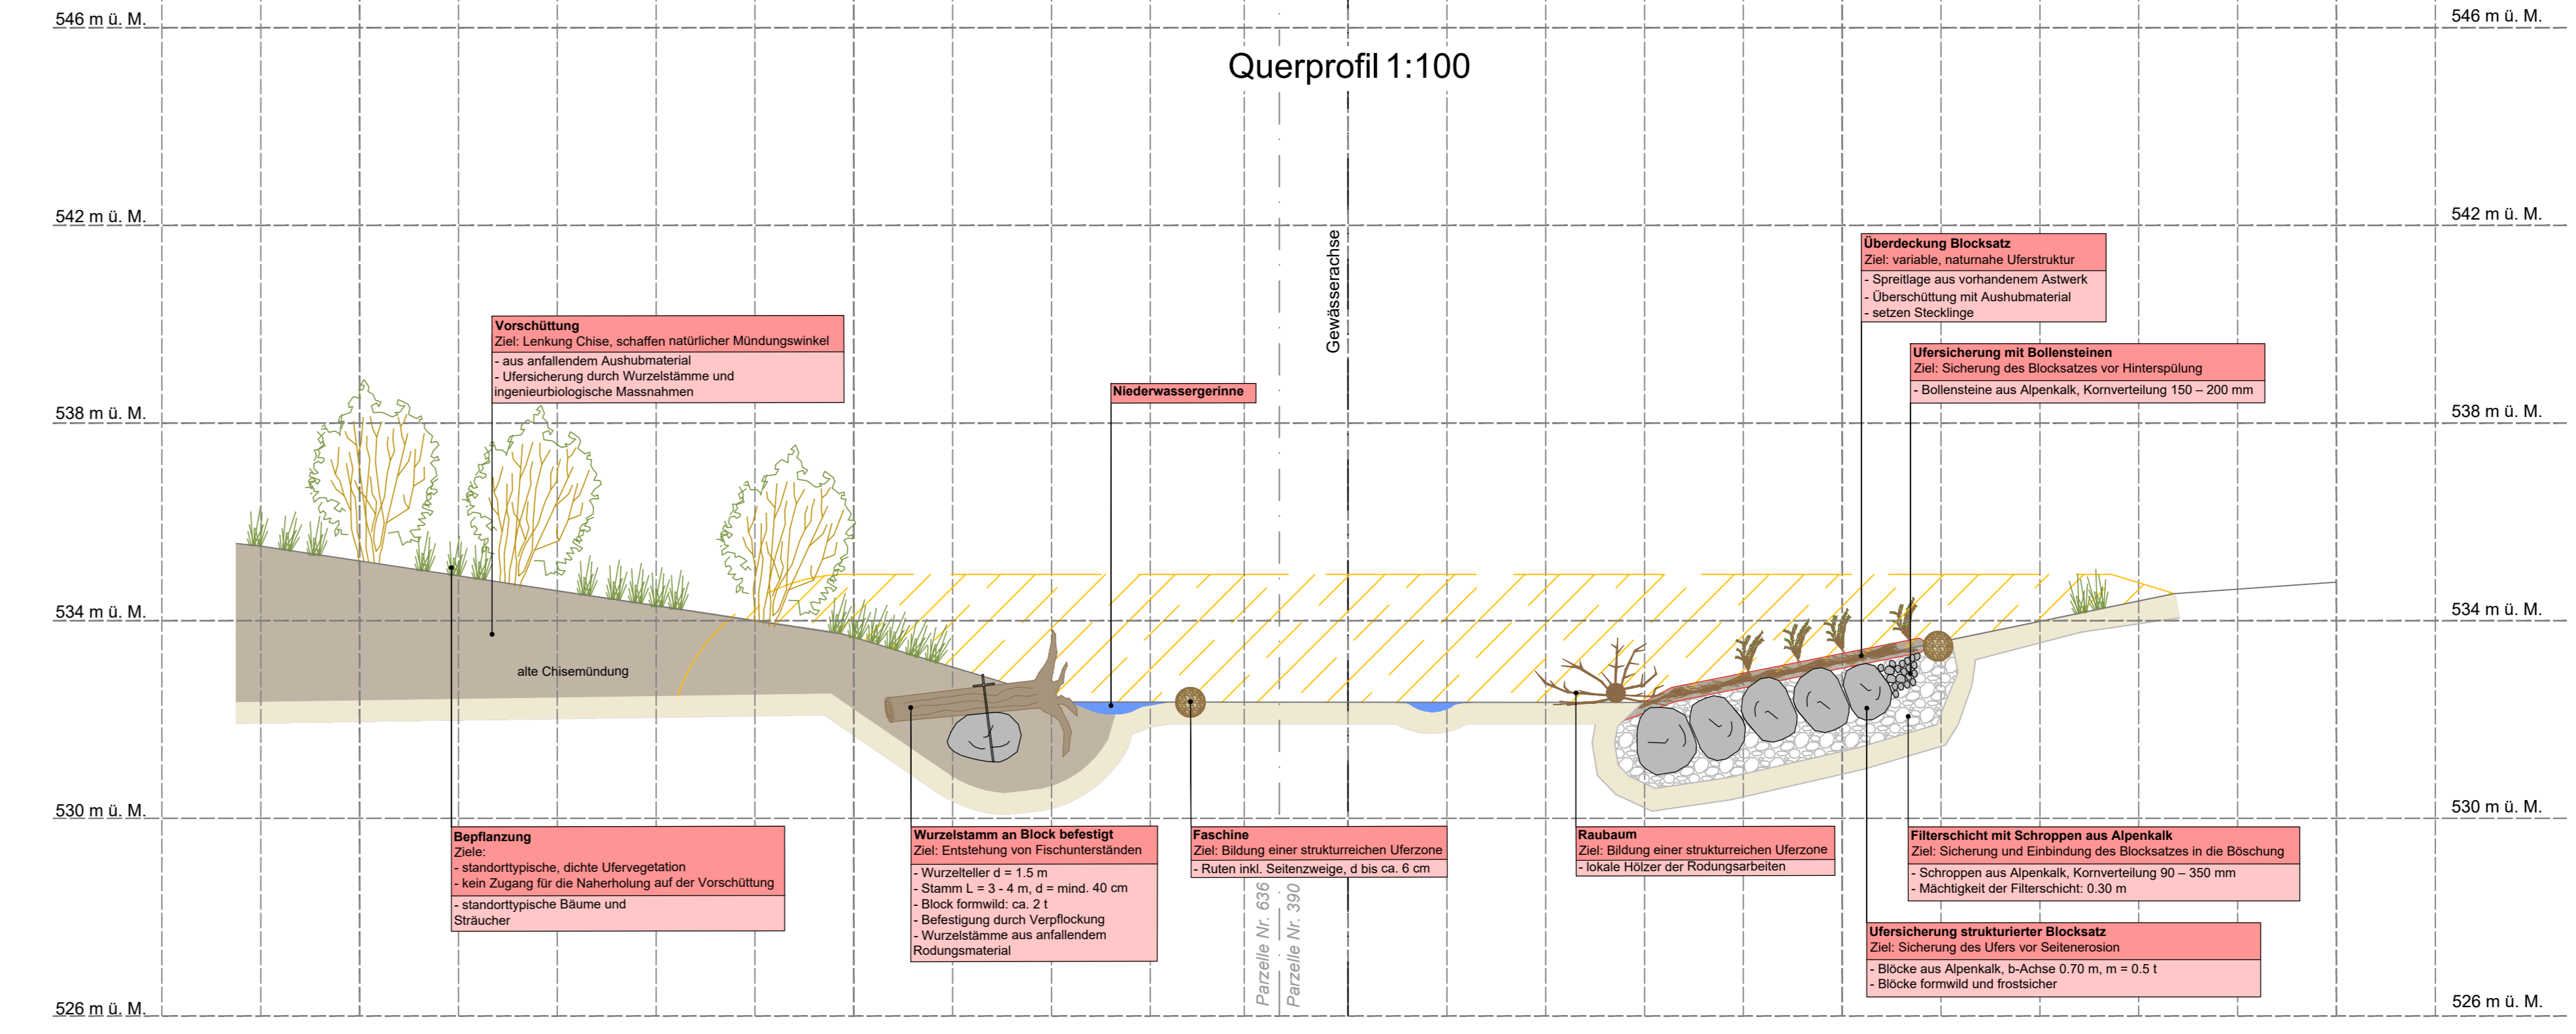 546 m ü. M.
546 m ü. M.
Querprofil 1:100
542 m ü. M.
542 m ü. M.
Gewässerachse
Überdeckung Blocksatz
Ziel: variable, naturnahe Uferstruktur
- Spreitlage aus vorhandenem Astwerk
- Überschüttung mit Aushubmaterial
- setzen Stecklinge
Vorschüttung
Ziel: Lenkung Chise, schaffen natürlicher Mündungswinkel
- aus anfallendem Aushubmaterial
- Ufersicherung durch Wurzelstämme und
ingenieurbiologische Massnahmen
Ufersicherung mit Bollensteinen
Ziel: Sicherung des Blocksatzes vor Hinterspülung
- Bollensteine aus Alpenkalk, Kornverteilung 150 – 200 mm
Niederwassergerinne
538 m ü. M.
538 m ü. M.
534 m ü. M.
534 m ü. M.
alte Chisemündung
530 m ü. M.
530 m ü. M.
Bepflanzung
Ziele:
- standorttypische, dichte Ufervegetation
- kein Zugang für die Naherholung auf der Vorschüttung
- standorttypische Bäume und
Sträucher
Wurzelstamm an Block befestigt
Ziel: Entstehung von Fischunterständen
- Wurzelteller d = 1.5 m
- Stamm L = 3 - 4 m, d = mind. 40 cm
- Block formwild: ca. 2 t
- Befestigung durch Verpflockung
- Wurzelstämme aus anfallendem
Rodungsmaterial
Faschine
Ziel: Bildung einer strukturreichen Uferzone
- Ruten inkl. Seitenzweige, d bis ca. 6 cm
Parzelle Nr. 636
Parzelle Nr. 390
Raubaum
Ziel: Bildung einer strukturreichen Uferzone
- lokale Hölzer der Rodungsarbeiten
Filterschicht mit Schroppen aus Alpenkalk
Ziel: Sicherung und Einbindung des Blocksatzes in die Böschung
- Schroppen aus Alpenkalk, Kornverteilung 90 – 350 mm
- Mächtigkeit der Filterschicht: 0.30 m
Ufersicherung strukturierter Blocksatz
Ziel: Sicherung des Ufers vor Seitenerosion
- Blöcke aus Alpenkalk, b-Achse 0.70 m, m = 0.5 t
- Blöcke formwild und frostsicher
526 m ü. M.
526 m ü. M.